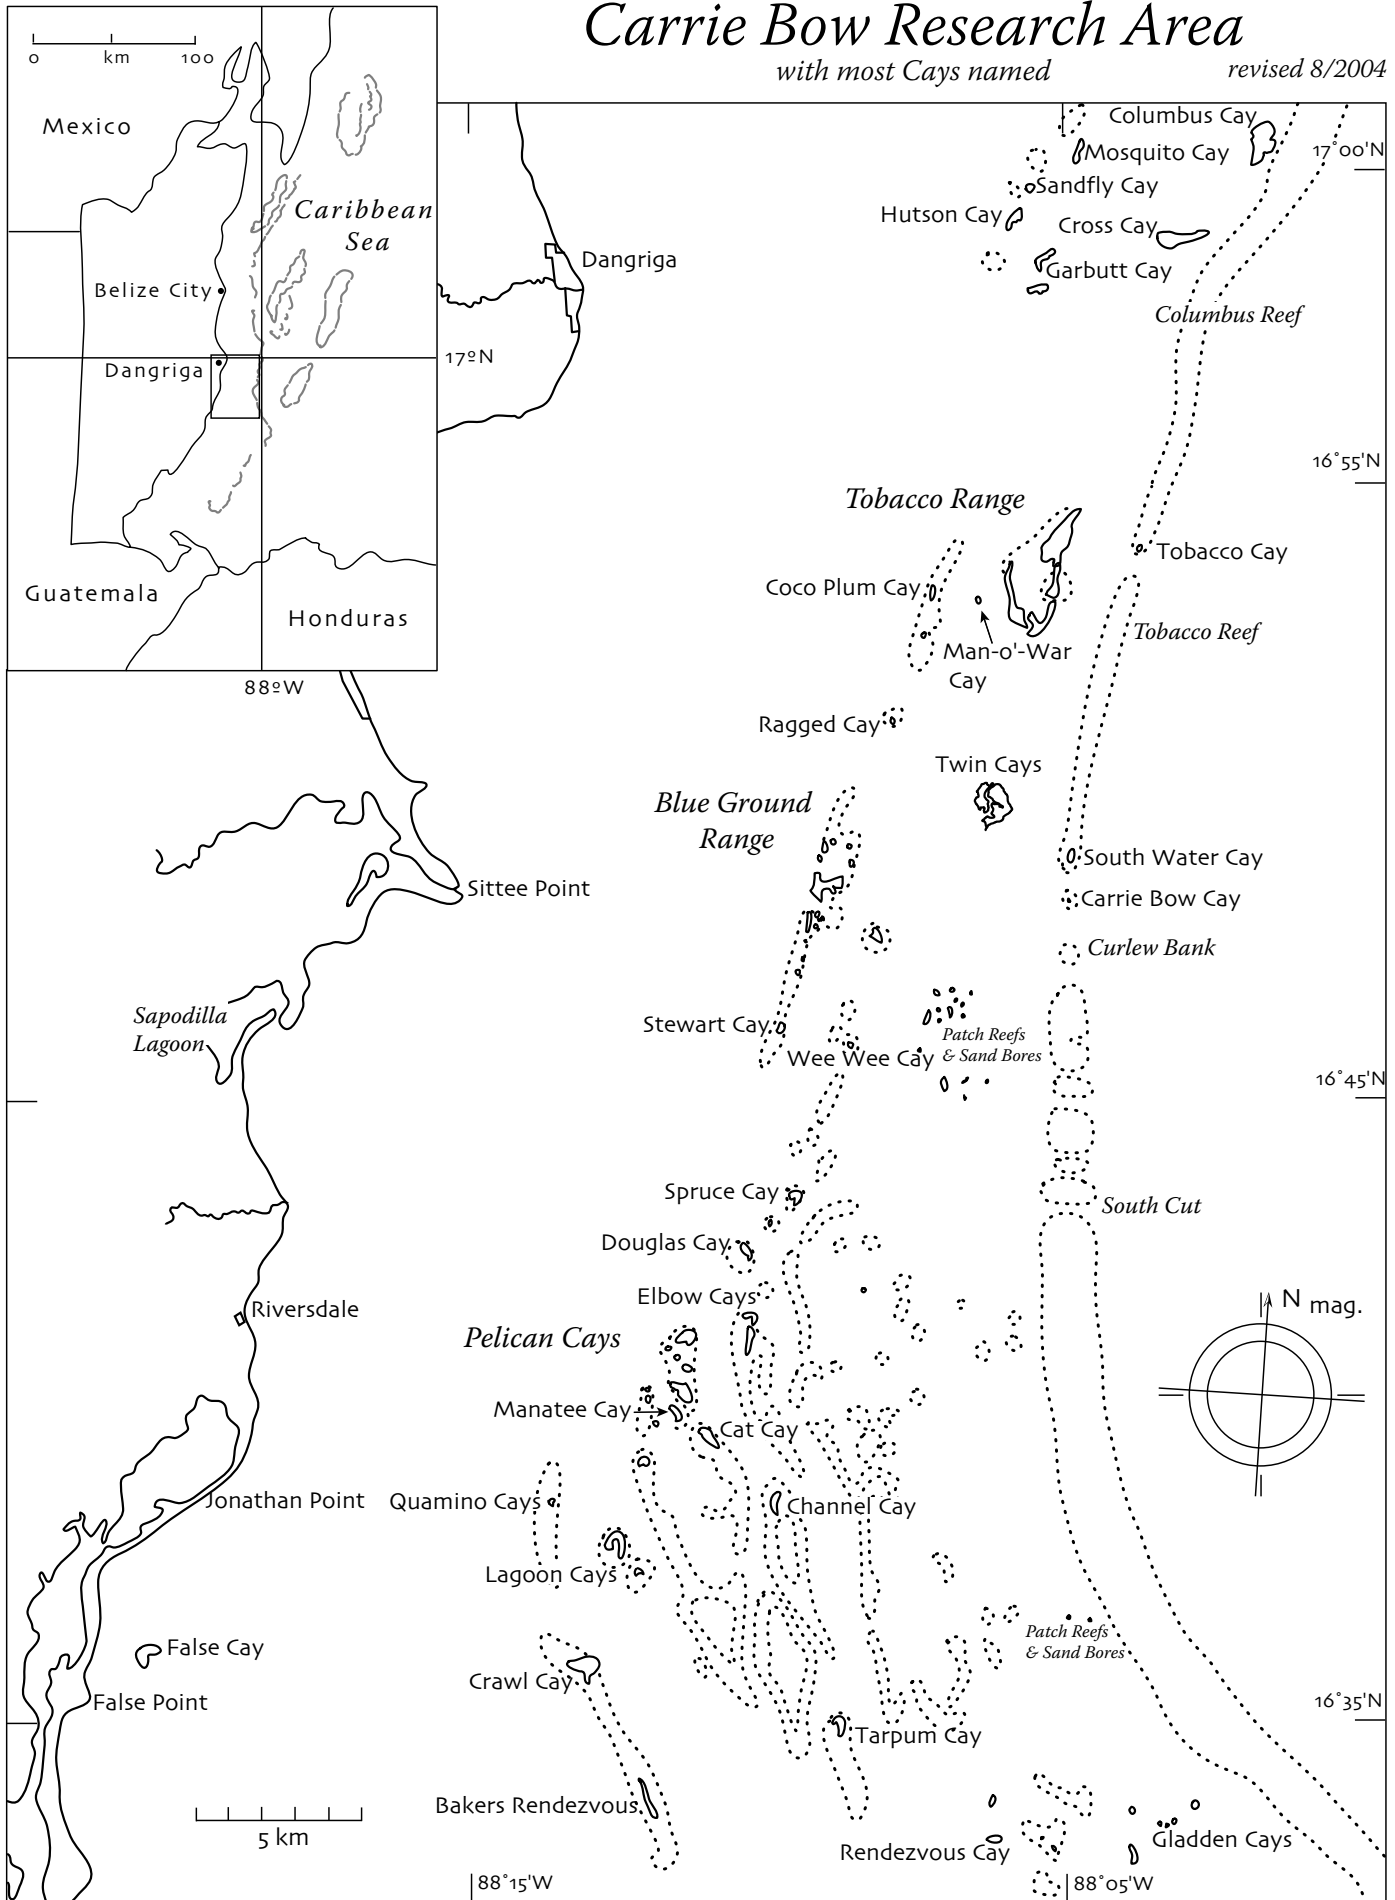 Carrie Bow Research Area
with most Cays named
revised 8/2004
0 km 100
Mexico
Caribbean
Sea
Belize City
Dangriga
17ºN
Guatemala
Honduras
88ºW
Columbus Cay
Mosquito Cay
17°00'N
Sandfly Cay
Hutson Cay
Cross Cay
Dangriga
Garbutt Cay
Columbus Reef
16°55'N
Tobacco Range
Tobacco Cay
Coco Plum Cay
Tobacco Reef
Man-o'-War
Cay
Ragged Cay
Twin Cays
Blue Ground
Range
South Water Cay
Sittee Point
Carrie Bow Cay
Curlew Bank
Sapodilla
Lagoon
Stewart Cay
Patch Reefs
& Sand Bores
Wee Wee Cay
16°45'N
Spruce Cay
South Cut
Douglas Cay
Elbow Cays
N mag.
Riversdale
Pelican Cays
Manatee Cay
Cat Cay
Jonathan Point
Quamino Cays
Channel Cay
Lagoon Cays
Patch Reefs
& Sand Bores
False Cay
Crawl Cay
False Point
16°35'N
Tarpum Cay
Bakers Rendezvous
5 km
Rendezvous Cay
Gladden Cays
88°15'W
88°05'W